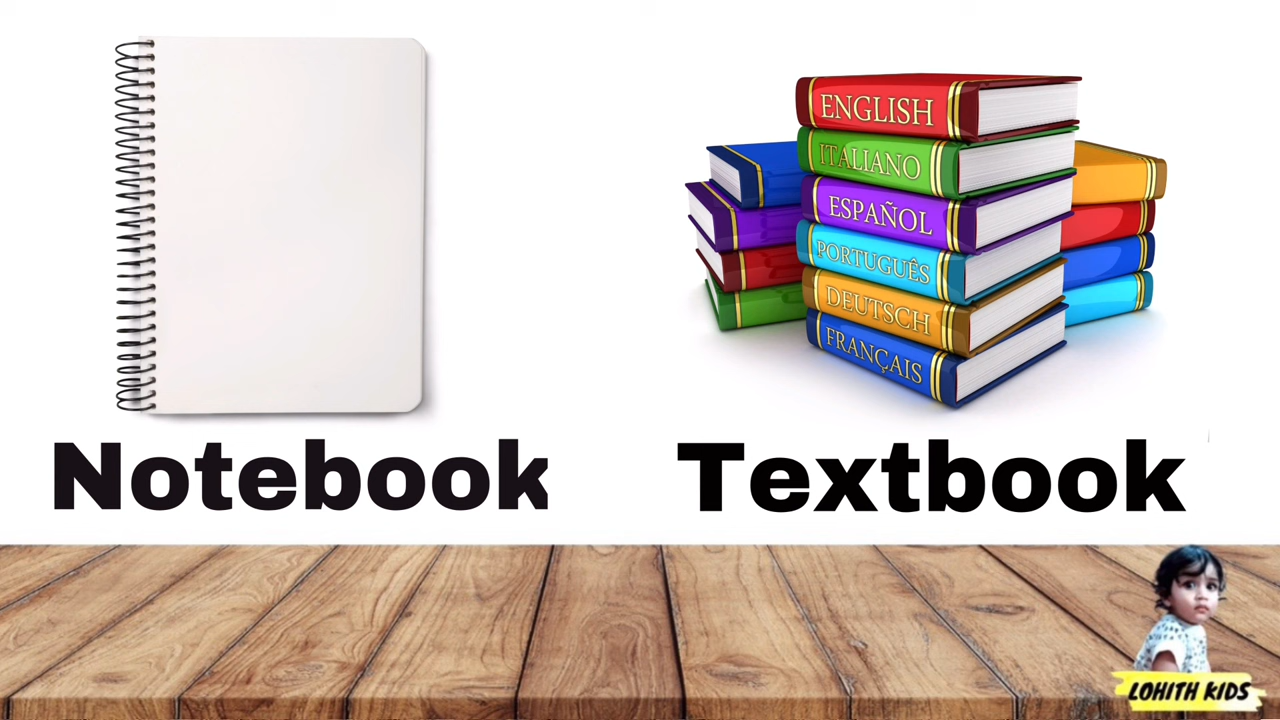 ENGLISH
ITALIANO
ESPAÑOL
PORTUGUÊS
DEUTSCH
FRANÇAIS
Notebook
Textbook
LOHITH KIDS